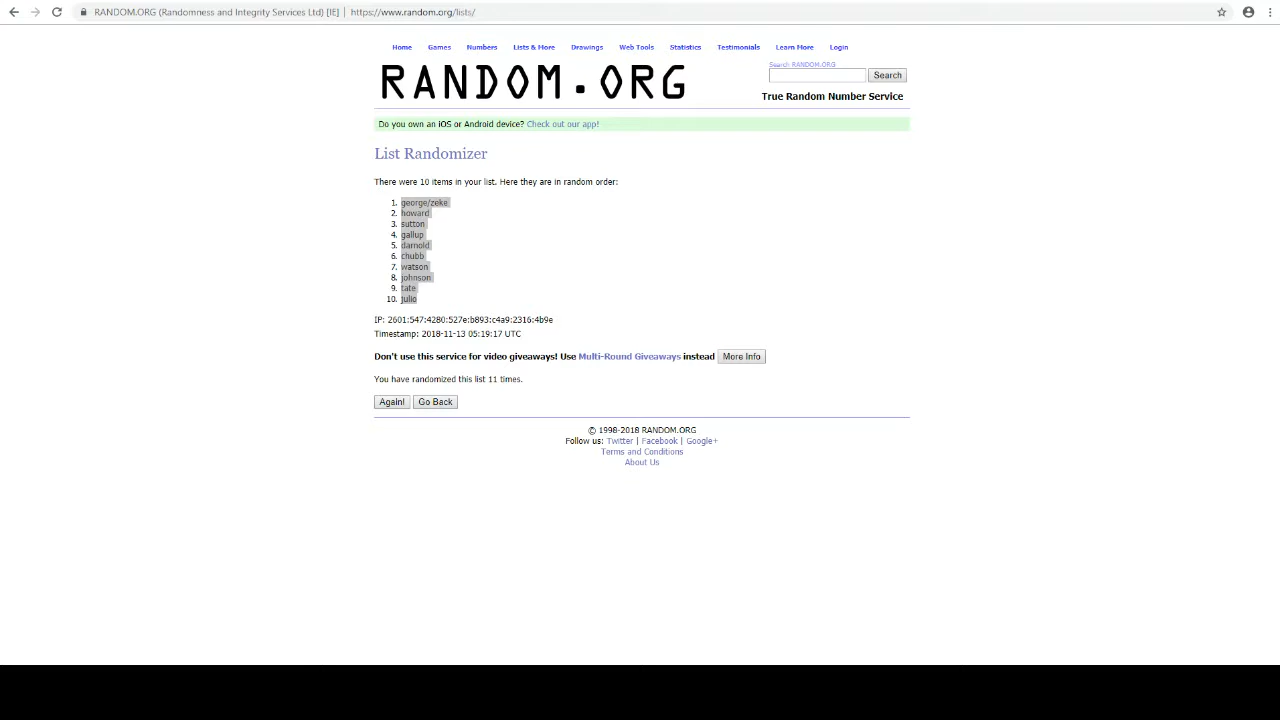 RANDOM.ORG (Randomness and Integrity Services Ltd) [IE] | https://www.random.org/lists/
Home Games Numbers Lists & More Drawings Web Tools Statistics Testimonials Learn More Login
RANDOM.ORG
Search RANDOM.ORG
Search
True Random Number Service
Do you own an iOS or Android device? Check out our app!
List Randomizer
There were 10 items in your list. Here they are in random order:
1. george/zeke
2. howard
3. sutton
4. gallup
5. darnold
6. chubb
7. watson
8. johnson
9. tate
10. julio
IP: 2601:547:4280:527e:b893:c4a9:2316:4b9e
Timestamp: 2018-11-13 05:19:17 UTC
Don't use this service for video giveaways! Use Multi-Round Giveaways instead More Info
You have randomized this list 11 times.
Again! Go Back
© 1998-2018 RANDOM.ORG
Follow us: Twitter | Facebook | Google+
Terms and Conditions
About Us